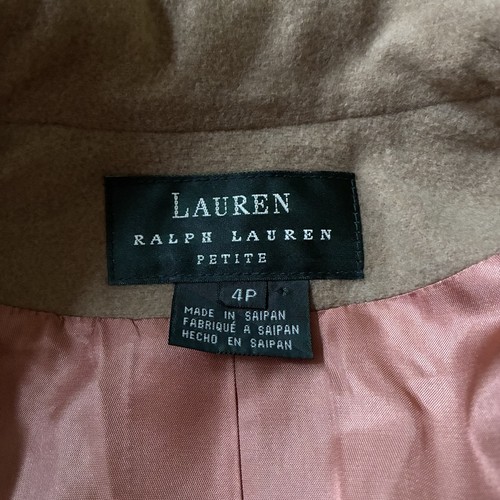 LAUREN
RALPH LAUREN
PETITE
4P
MADE IN SAIPAN
FABRIQUÉ A SAIPAN
HECHO EN SAIPAN